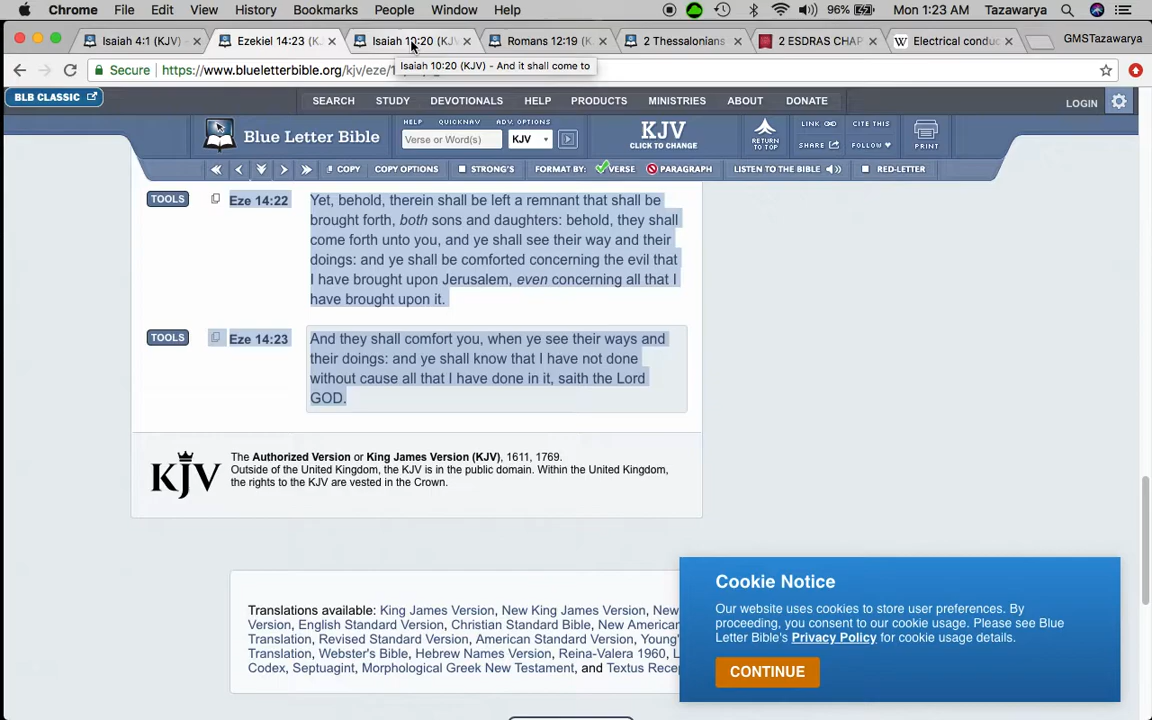 Chrome File Edit View History Bookmarks People Window Help 96% Mon 1:23 AM Tazawarya
Isaiah 4:1 (KJV) - Ezekiel 14:23 (K Isaiah 10:20 (KJV Romans 12:19 (K 2 Thessalonians 2 ESDRAS CHAP Electrical conduc GMSTazawarya
Secure https://www.blueletterbible.org/kjv/eze/1
Isaiah 10:20 (KJV) - And it shall come to
BLB CLASSIC
SEARCH STUDY DEVOTIONALS HELP PRODUCTS MINISTRIES ABOUT DONATE LOGIN
Blue Letter Bible
HELP QUICKNAV ADV. OPTIONS
Verse or Word(s) KJV
KJV
CLICK TO CHANGE
RETURN
TO TOP
LINK CITE THIS
SHARE FOLLOW
PRINT
COPY COPY OPTIONS STRONG'S FORMAT BY: VERSE PARAGRAPH LISTEN TO THE BIBLE RED-LETTER
TOOLS Eze 14:22 Yet, behold, therein shall be left a remnant that shall be
brought forth, both sons and daughters: behold, they shall
come forth unto you, and ye shall see their way and their
doings: and ye shall be comforted concerning the evil that
I have brought upon Jerusalem, even concerning all that I
have brought upon it.
TOOLS Eze 14:23 And they shall comfort you, when ye see their ways and
their doings: and ye shall know that I have not done
without cause all that I have done in it, saith the Lord
GOD.
KJV
The Authorized Version or King James Version (KJV), 1611, 1769.
Outside of the United Kingdom, the KJV is in the public domain. Within the United Kingdom,
the rights to the KJV are vested in the Crown.
Translations available: King James Version, New King James Version, New
Version, English Standard Version, Christian Standard Bible, New American
Translation, Revised Standard Version, American Standard Version, Young'
Translation, Webster's Bible, Hebrew Names Version, Reina-Valera 1960, L
Codex, Septuagint, Morphological Greek New Testament, and Textus Rece
Cookie Notice
Our website uses cookies to store user preferences. By
proceeding, you consent to our cookie usage. Please see Blue
Letter Bible's Privacy Policy for cookie usage details.
CONTINUE